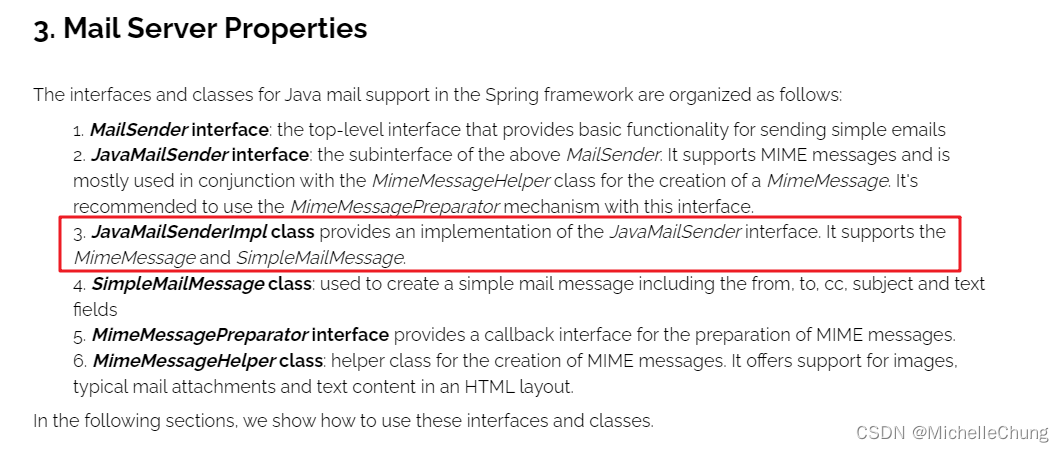 3. Mail Server Properties
The interfaces and classes for Java mail support in the Spring framework are organized as follows:
1. MailSender interface: the top-level interface that provides basic functionality for sending simple emails
2. JavaMailSender interface: the subinterface of the above MailSender. It supports MIME messages and is
mostly used in conjunction with the MimeMessageHelper class for the creation of a MimeMessage. It's
recommended to use the MimeMessagePreparator mechanism with this interface.
3. JavaMailSenderImpl class provides an implementation of the JavaMailSender interface. It supports the
MimeMessage and SimpleMailMessage.
4. SimpleMailMessage class: used to create a simple mail message including the from, to, cc, subject and text
fields
5. MimeMessagePreparator interface provides a callback interface for the preparation of MIME messages.
6. MimeMessageHelper class: helper class for the creation of MIME messages. It offers support for images,
typical mail attachments and text content in an HTML layout.
In the following sections, we show how to use these interfaces and classes.
CSDN @MichelleChung